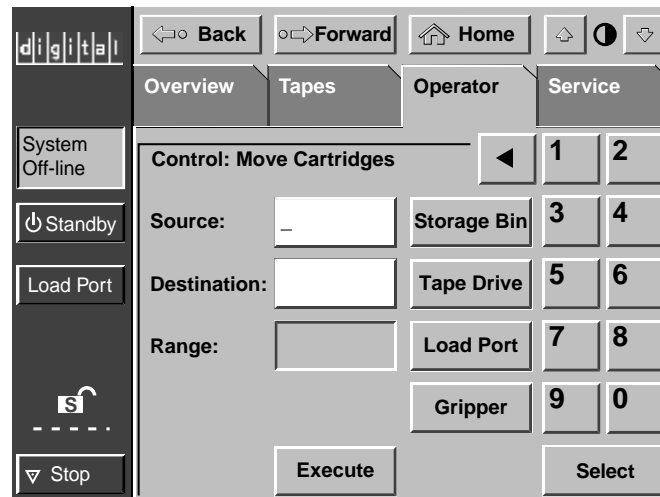 digital
Back Forward Home
Overview Tapes Operator Service
System
Off-line
Control: Move Cartridges
1 2
Standby
Source: _ Storage Bin 3 4
Load Port
Destination: Tape Drive 5 6
Range: Load Port 7 8
S
Gripper 9 0
-----
Stop
Execute Select